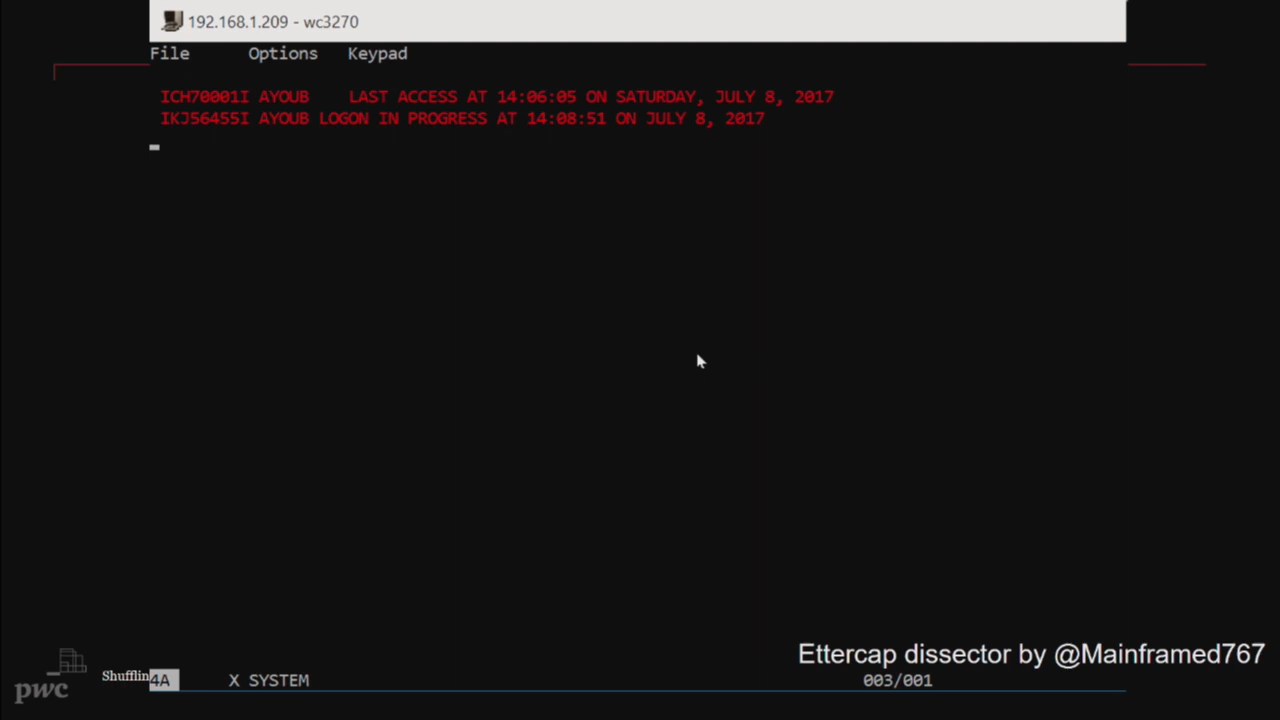 192.168.1.209 - wc3270
File Options Keypad
ICH70001I AYOUB LAST ACCESS AT 14:06:05 ON SATURDAY, JULY 8, 2017
IKJ56455I AYOUB LOGON IN PROGRESS AT 14:08:51 ON JULY 8, 2017
Ettercap dissector by @Mainframed767
pwc
Shufflin
4A X SYSTEM 003/001